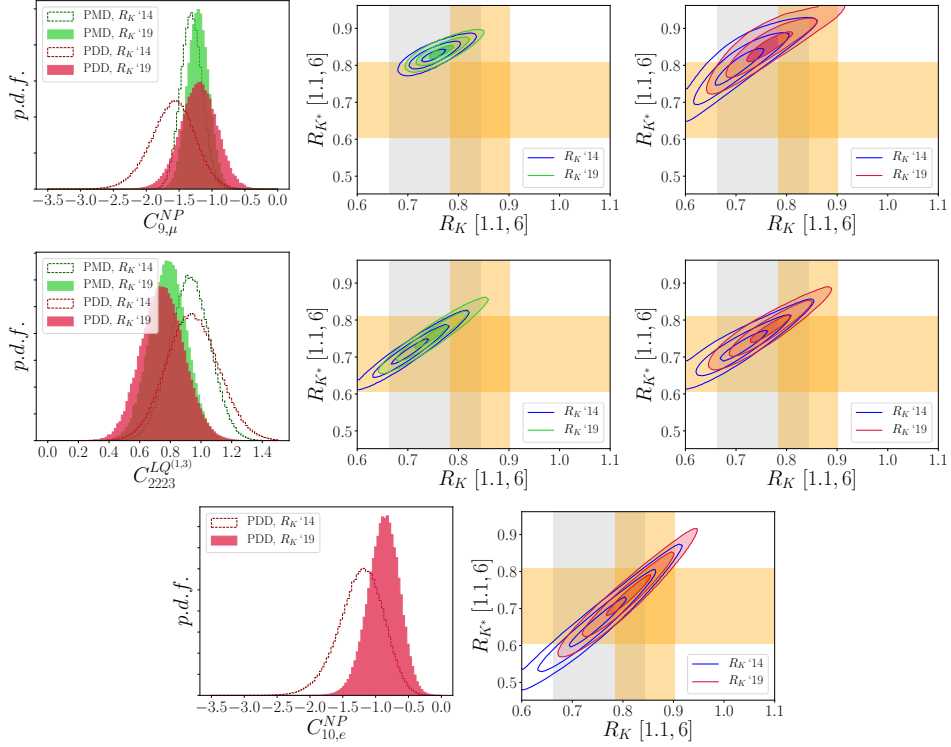 PMD, R_K '14
PMD, R_K '19
PDD, R_K '14
PDD, R_K '19
p.d.f.
−3.5 −3.0 −2.5 −2.0 −1.5 −1.0 −0.5 0.0
C^{NP}_{9,μ}
0.9
0.8
0.7
0.6
0.5
R_{K*} [1.1, 6]
R_K '14
R_K '19
0.6 0.7 0.8 0.9 1.0 1.1
R_K [1.1, 6]
0.9
0.8
0.7
0.6
0.5
R_{K*} [1.1, 6]
R_K '14
R_K '19
0.6 0.7 0.8 0.9 1.0 1.1
R_K [1.1, 6]
PMD, R_K '14
PMD, R_K '19
PDD, R_K '14
PDD, R_K '19
p.d.f.
0.0 0.2 0.4 0.6 0.8 1.0 1.2 1.4
C^{LQ^{(1,3)}}_{2223}
0.9
0.8
0.7
0.6
0.5
R_{K*} [1.1, 6]
R_K '14
R_K '19
0.6 0.7 0.8 0.9 1.0 1.1
R_K [1.1, 6]
0.9
0.8
0.7
0.6
0.5
R_{K*} [1.1, 6]
R_K '14
R_K '19
0.6 0.7 0.8 0.9 1.0 1.1
R_K [1.1, 6]
PDD, R_K '14
PDD, R_K '19
p.d.f.
−3.5 −3.0 −2.5 −2.0 −1.5 −1.0 −0.5 0.0
C^{NP}_{10,e}
0.9
0.8
0.7
0.6
0.5
R_{K*} [1.1, 6]
R_K '14
R_K '19
0.6 0.7 0.8 0.9 1.0 1.1
R_K [1.1, 6]